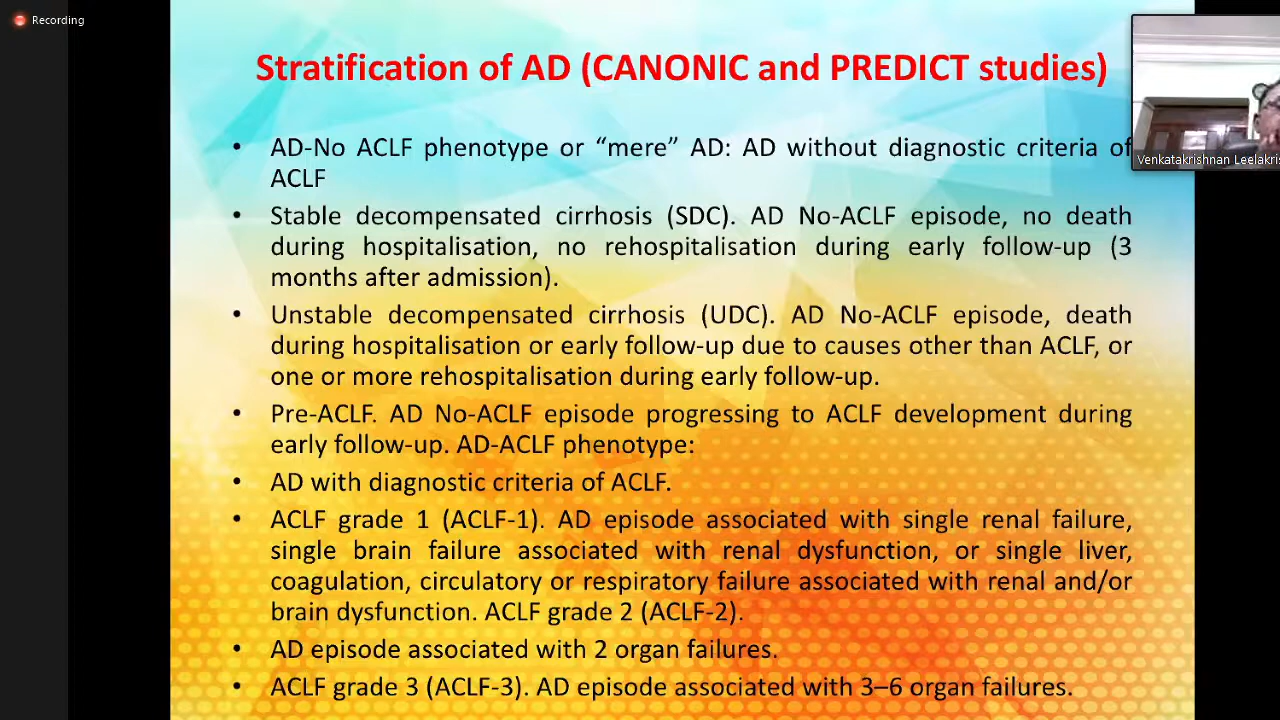 Recording
Stratification of AD (CANONIC and PREDICT studies)
• AD-No ACLF phenotype or “mere” AD: AD without diagnostic criteria of
ACLF
Venkatakrishnan Leelakris
• Stable decompensated cirrhosis (SDC). AD No-ACLF episode, no death
during hospitalisation, no rehospitalisation during early follow-up (3
months after admission).
• Unstable decompensated cirrhosis (UDC). AD No-ACLF episode, death
during hospitalisation or early follow-up due to causes other than ACLF, or
one or more rehospitalisation during early follow-up.
• Pre-ACLF. AD No-ACLF episode progressing to ACLF development during
early follow-up. AD-ACLF phenotype:
• AD with diagnostic criteria of ACLF.
• ACLF grade 1 (ACLF-1). AD episode associated with single renal failure,
single brain failure associated with renal dysfunction, or single liver,
coagulation, circulatory or respiratory failure associated with renal and/or
brain dysfunction. ACLF grade 2 (ACLF-2).
• AD episode associated with 2 organ failures.
• ACLF grade 3 (ACLF-3). AD episode associated with 3–6 organ failures.